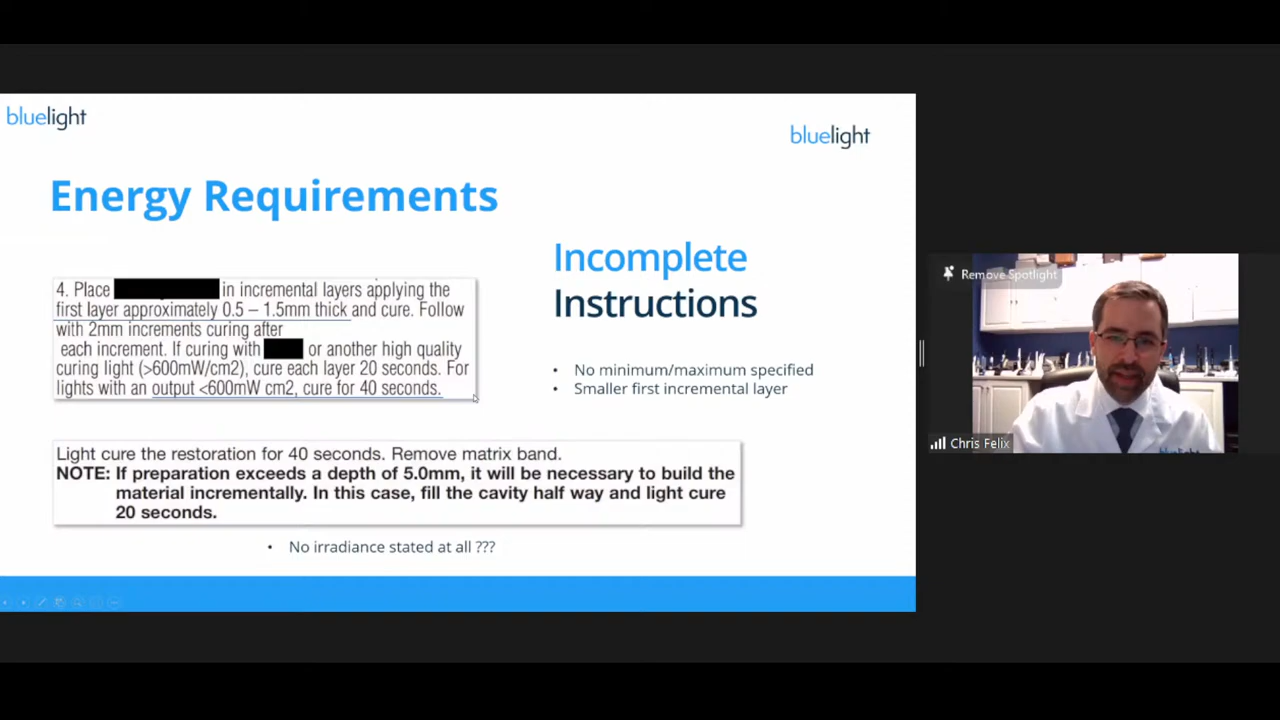 bluelight
bluelight
Energy Requirements
Incomplete
Instructions
4. Place in incremental layers applying the
first layer approximately 0.5 – 1.5mm thick and cure. Follow
with 2mm increments curing after
each increment. If curing with or another high quality
curing light (>600mW/cm2), cure each layer 20 seconds. For
lights with an output <600mW cm2, cure for 40 seconds.
• No minimum/maximum specified
• Smaller first incremental layer
Light cure the restoration for 40 seconds. Remove matrix band.
NOTE: If preparation exceeds a depth of 5.0mm, it will be necessary to build the
material incrementally. In this case, fill the cavity half way and light cure
20 seconds.
• No irradiance stated at all ???
Remove Spotlight
Chris Felix
bluelight